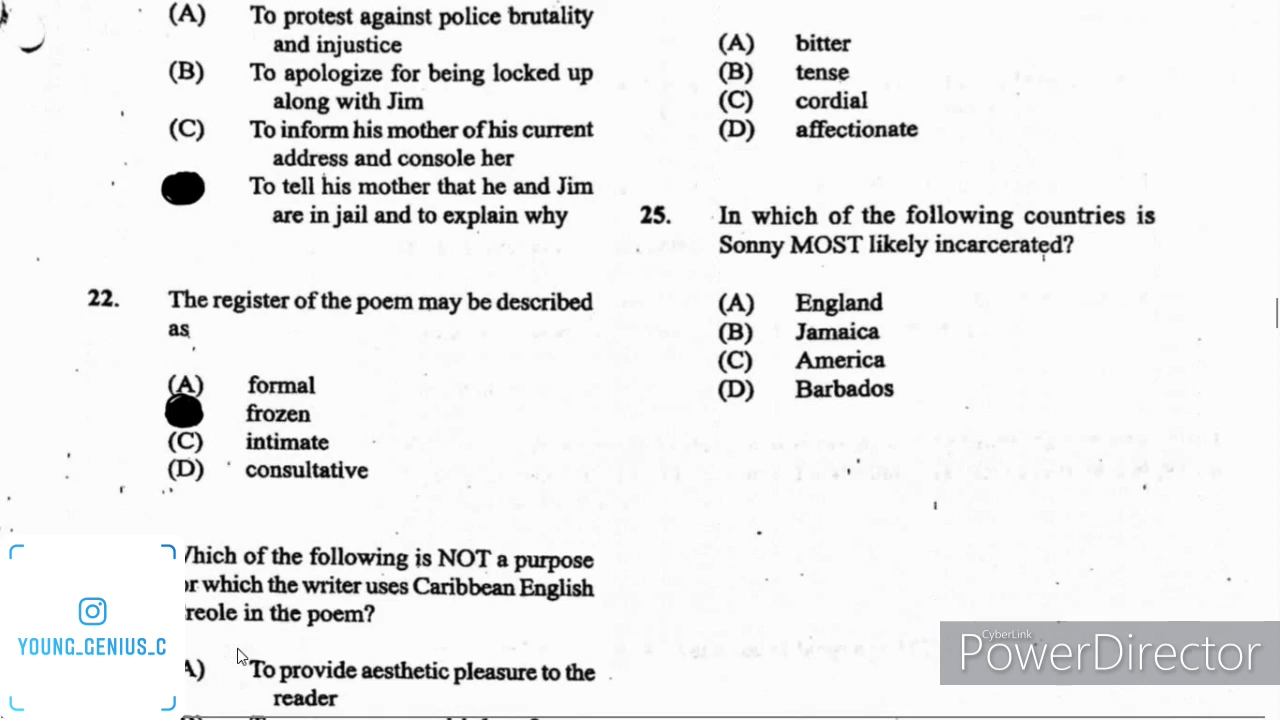 (A) To protest against police brutality
and injustice
(B) To apologize for being locked up
along with Jim
(C) To inform his mother of his current
address and console her
To tell his mother that he and Jim
are in jail and to explain why
22. The register of the poem may be described
as
(A) formal
frozen
(C) intimate
(D) consultative
hich of the following is NOT a purpose
or which the writer uses Caribbean English
reole in the poem?
A) To provide aesthetic pleasure to the
reader
(A) bitter
(B) tense
(C) cordial
(D) affectionate
25. In which of the following countries is
Sonny MOST likely incarcerated?
(A) England
(B) Jamaica
(C) America
(D) Barbados
YOUNG_GENIUS_C
CyberLink
PowerDirector